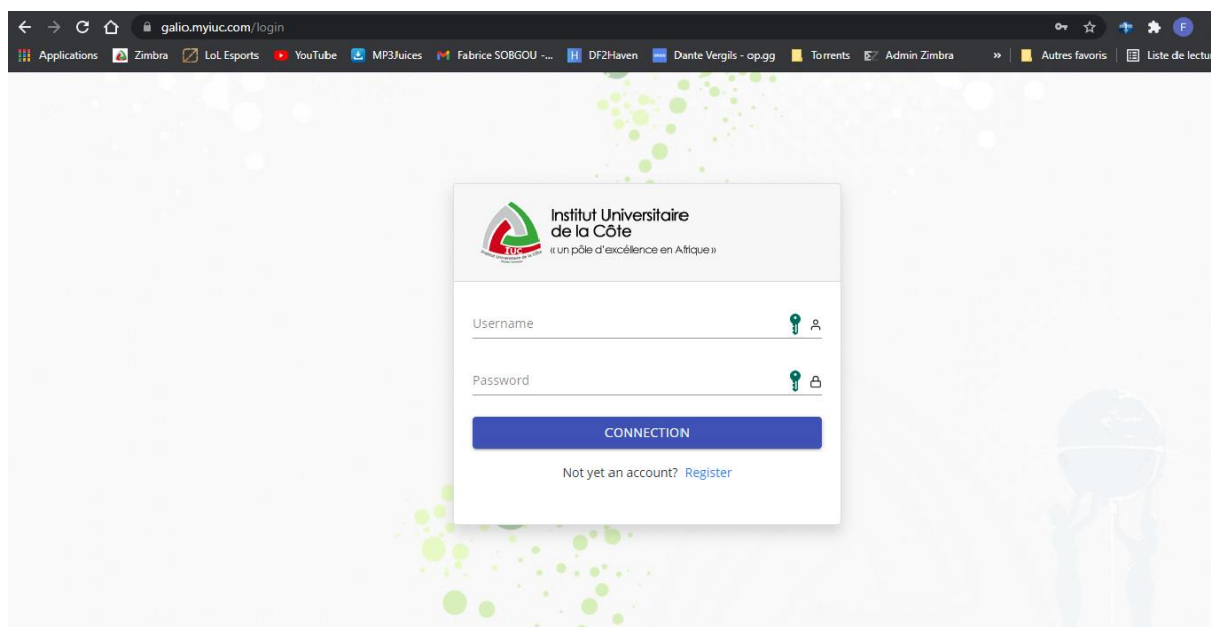 galio.myiuc.com/login
F
Applications Zimbra LoL Esports YouTube MP3Juices Fabrice SOBGOU -... H DF2Haven Dante Vergils - op.gg Torrents Admin Zimbra » Autres favoris Liste de lectu
Institut Universitaire
de la Côte
« un pôle d'excéllence en Afrique »
IUC
Username
Password
CONNECTION
Not yet an account? Register